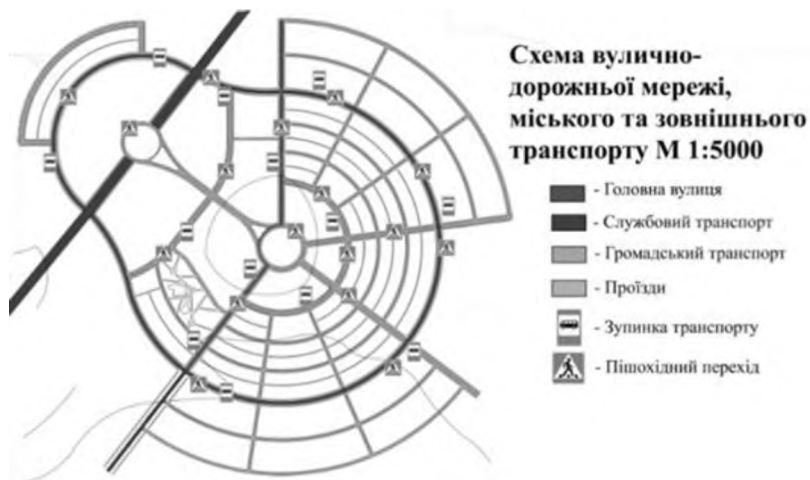 Схема вулично-
дорожньої мережі,
міського та зовнішнього
транспорту М 1:5000
- Головна вулиця
- Службовий транспорт
- Громадський транспорт
- Проїзди
- Зупинка транспорту
- Пішохідний перехід